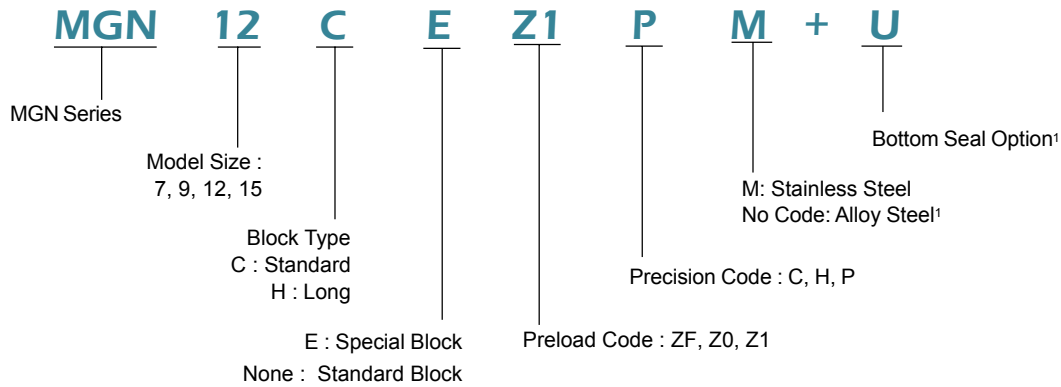 MGN 12 C E Z1 P M + U
MGN Series
Bottom Seal Option¹
Model Size :
7, 9, 12, 15
M: Stainless Steel
No Code: Alloy Steel¹
Block Type
C : Standard
H : Long
Precision Code : C, H, P
E : Special Block
None : Standard Block
Preload Code : ZF, Z0, Z1